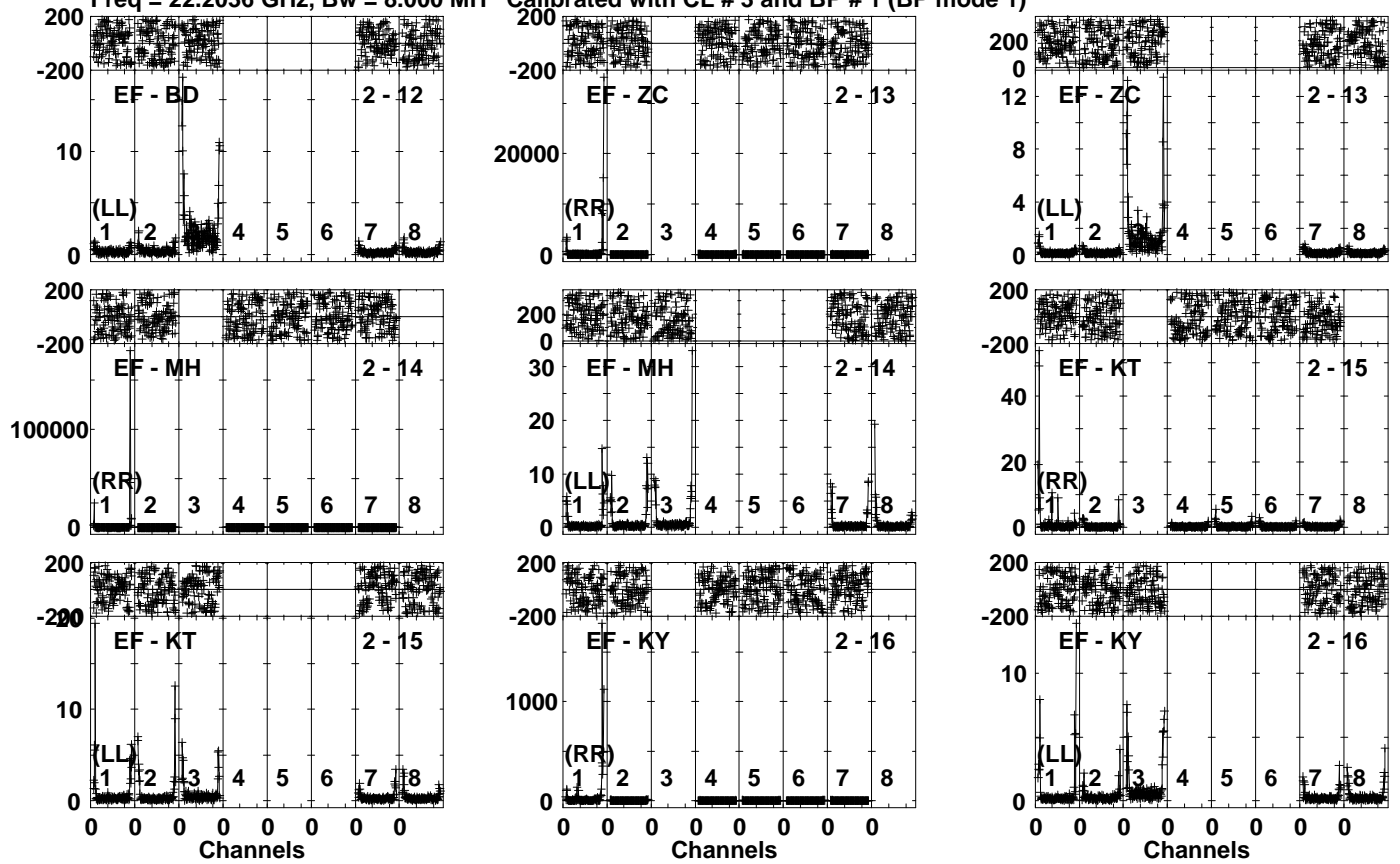 Freq = 22.2036 GHz, Bw = 8.000 MH Calibrated with CL # 3 and BP # 1 (BP mode 1)
200 200
-200 -200 200 0
EF - BD 2 - 12 EF - ZC 2 - 13 EF - ZC 2 - 13
10 20000 12 8 4
(LL) (RR) (LL)
1 2 4 5 6 7 8 1 2 3 4 5 6 7 8 1 2 3 4 5 6 7 8
0 0 0
200 200
-200 200 0 -200
EF - MH 2 - 14 EF - MH 2 - 14 EF - KT 2 - 15
100000 30 20 10 40 20
(RR) (LL) (RR)
1 2 3 4 5 6 7 8 1 2 3 4 5 6 7 8 1 2 3 4 5 6 7 8
0 0 0
200 200 200
-200 -200 -200
20
EF - KT 2 - 15 EF - KY 2 - 16 EF - KY 2 - 16
10 1000 10
(LL) (RR) (LL)
1 2 3 4 5 6 7 8 1 2 3 4 5 6 7 8 1 2 3 4 5 6 7 8
0 0 0
0 0 0 0 0 0 0 0 0 0 0 0 0 0 0 0 0 0 0 0 0 0 0 0
Channels Channels Channels